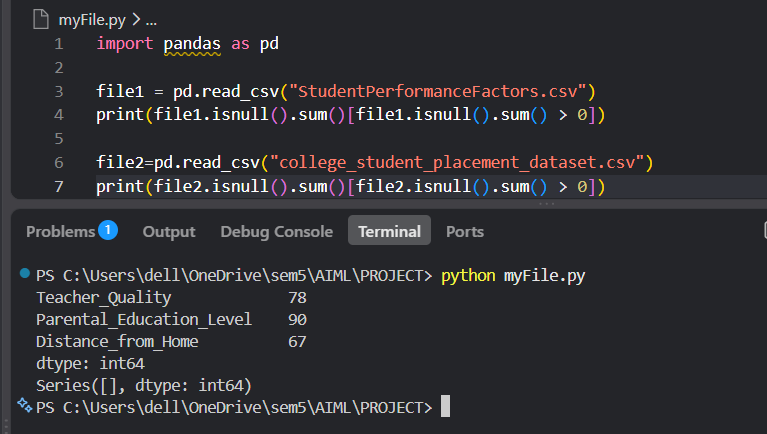 myFile.py > ...
1 import pandas as pd
2
3 file1 = pd.read_csv("StudentPerformanceFactors.csv")
4 print(file1.isnull().sum()[file1.isnull().sum() > 0])
5
6 file2=pd.read_csv("college_student_placement_dataset.csv")
7 print(file2.isnull().sum()[file2.isnull().sum() > 0])
Problems 1 Output Debug Console Terminal Ports
PS C:\Users\dell\OneDrive\sem5\AIML\PROJECT> python myFile.py
Teacher_Quality 78
Parental_Education_Level 90
Distance_from_Home 67
dtype: int64
Series([], dtype: int64)
PS C:\Users\dell\OneDrive\sem5\AIML\PROJECT>